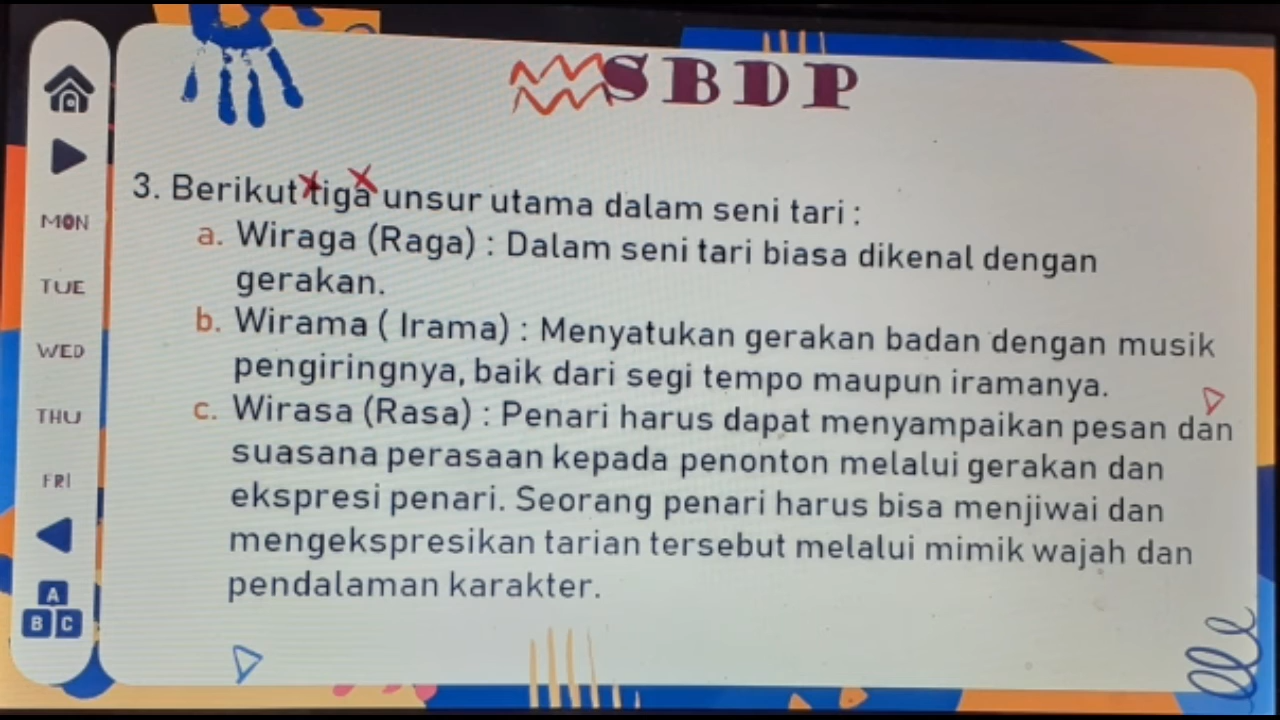 SBDP
MON
TUE
WED
THU
FRI
A
B C
3. Berikut tiga unsur utama dalam seni tari :
a. Wiraga (Raga) : Dalam seni tari biasa dikenal dengan
gerakan.
b. Wirama ( Irama) : Menyatukan gerakan badan dengan musik
pengiringnya, baik dari segi tempo maupun iramanya.
c. Wirasa (Rasa) : Penari harus dapat menyampaikan pesan dan
suasana perasaan kepada penonton melalui gerakan dan
ekspresi penari. Seorang penari harus bisa menjiwai dan
mengekspresikan tarian tersebut melalui mimik wajah dan
pendalaman karakter.